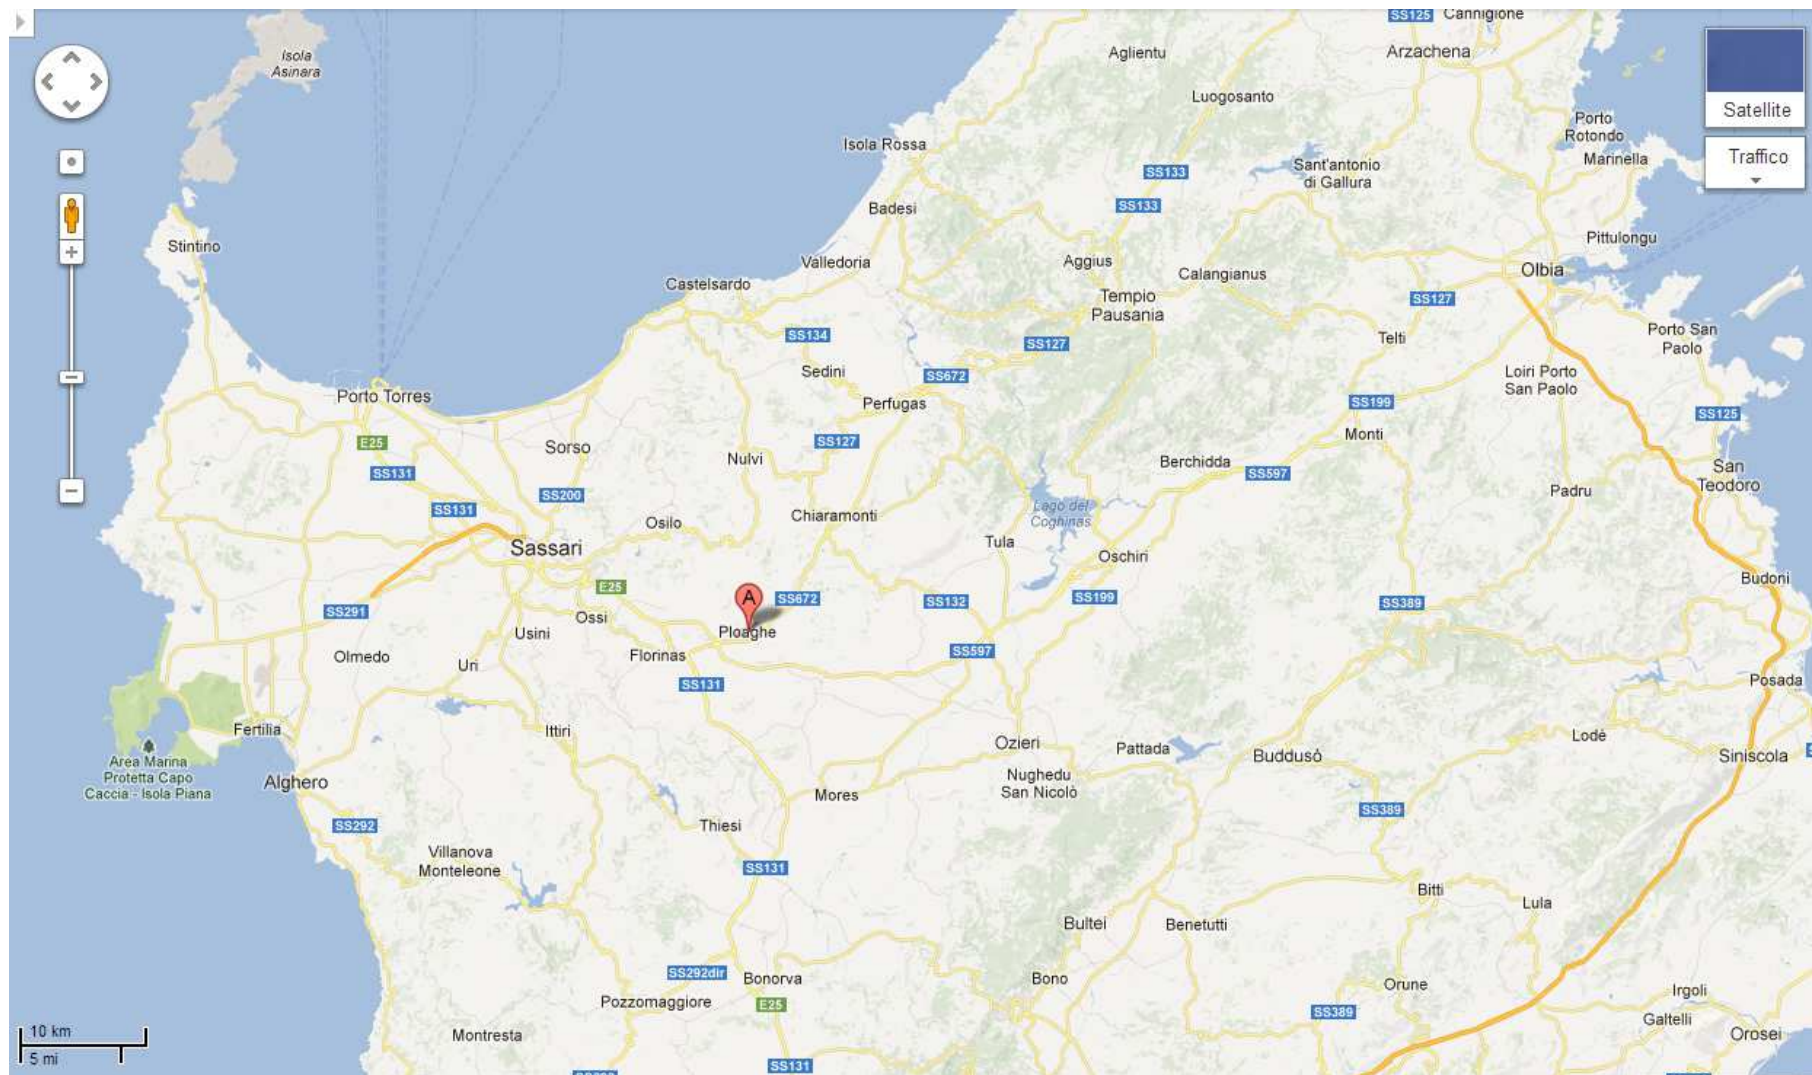 SS125
Cannigione
Isola
Asinara
Aglientu
Arzachena
Luogosanto
Satellite
Porto
Rotondo
Isola Rossa
Marinella
Traffico
Sant'antonio
di Gallura
SS133
SS133
Badesi
Stintino
Pittulongu
Valledoria
Aggius
Calangianus
Olbia
Castelsardo
Tempio
Pausania
SS127
SS134
SS127
Telti
Porto San
Paolo
Sedini
SS672
Loiri Porto
San Paolo
Porto Torres
Perfugas
SS199
SS125
E25
SS127
Monti
Sorso
Nulvi
Berchidda
SS597
San
Teodoro
SS131
SS200
Padru
SS131
Lago del
Coghinas
Osilo
Chiaramonti
Sassari
Tula
Oschiri
E25
Budoni
A
SS672
SS132
SS199
SS389
SS291
Ossi
Usini
Ploaghe
Olmedo
Uri
Florinas
SS597
SS131
Posada
Fertilia
Ittiri
Ozieri
Pattada
Buddusò
Lodè
Siniscola
Area Marina
Protetta Capo
Caccia - Isola Piana
Alghero
Nughedu
San Nicolò
Mores
SS389
SS292
Thiesi
Villanova
Monteleone
SS131
Bitti
Lula
Bultei
Benetutti
SS292dir
Bonorva
Bono
Orune
Irgoli
Pozzomaggiore
E25
SS389
Galtelli
10 km
Montresta
Orosei
5 mi
SS131